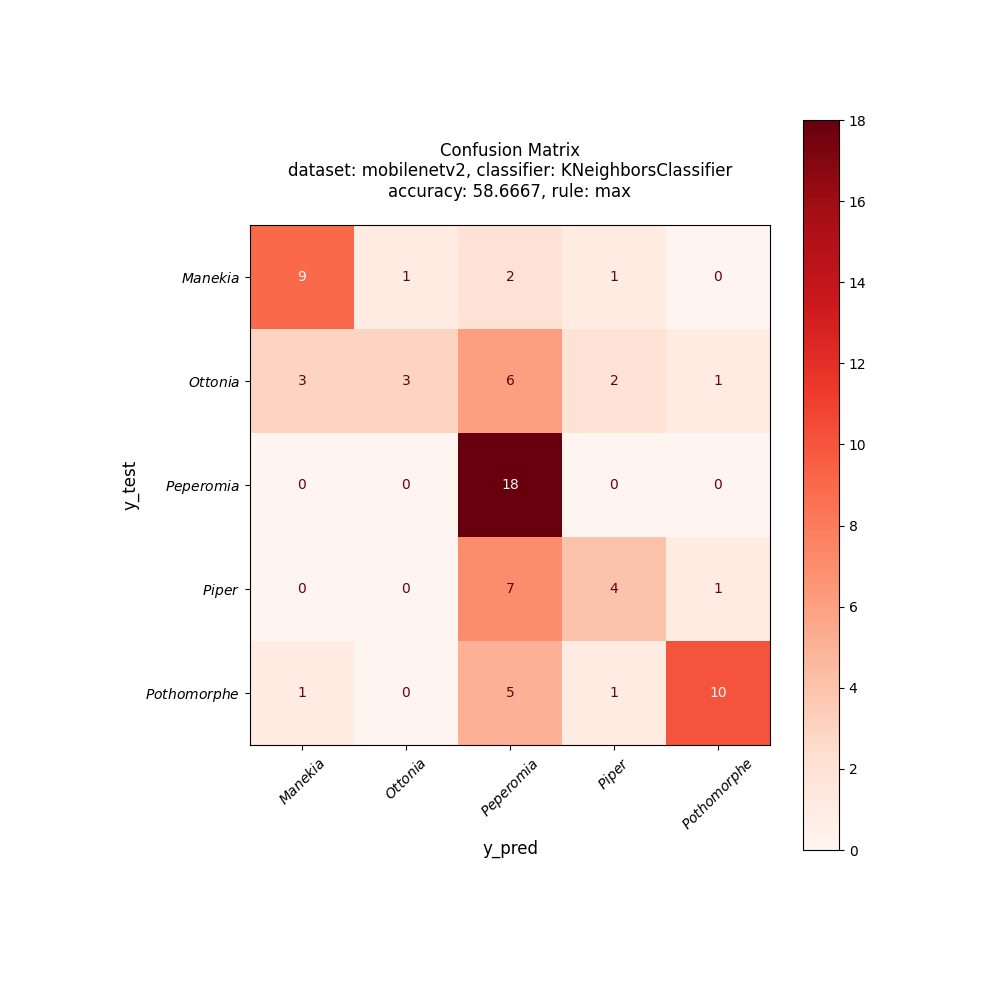 Confusion Matrix
dataset: mobilenetv2, classifier: KNeighborsClassifier
accuracy: 58.6667, rule: max
y_test
Manekia 9 1 2 1 0
Ottonia 3 3 6 2 1
Peperomia 0 0 18 0 0
Piper 0 0 7 4 1
Pothomorphe 1 0 5 1 10
Manekia Ottonia Peperomia Piper Pothomorphe
y_pred
18
16
14
12
10
8
6
4
2
0